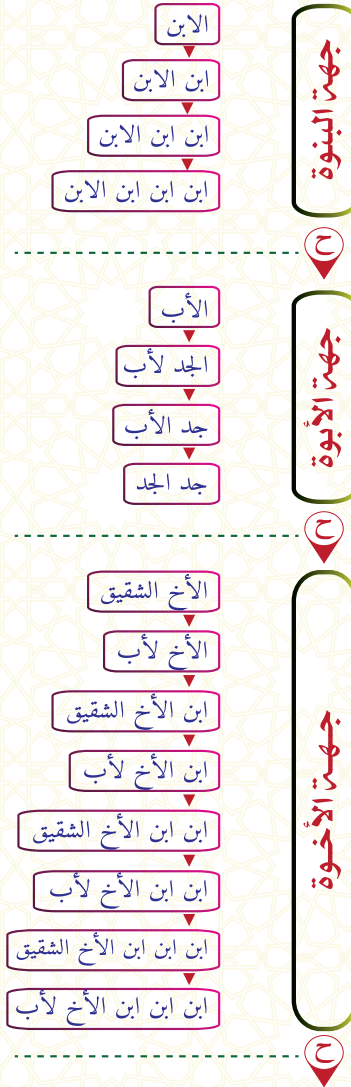 جهة البنوة
الابن
ابن الابن
ابن ابن الابن
ابن ابن ابن الابن
ح
جهة الأبوة
الأب
الجد لأب
جد الأب
جد الجد
ح
جهة الأخوة
الأخ الشقيق
الأخ لأب
ابن الأخ الشقيق
ابن الأخ لأب
ابن ابن الأخ الشقيق
ابن ابن الأخ لأب
ابن ابن ابن الأخ الشقيق
ابن ابن ابن الأخ لأب
ح